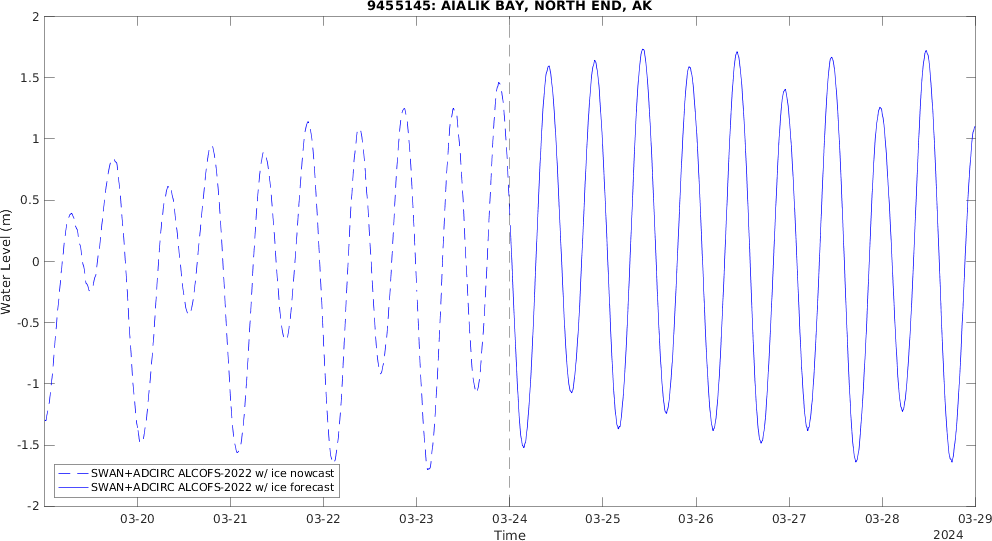 9455145: AIALIK BAY, NORTH END, AK
2
1.5
1
0.5
0
-0.5
-1
-1.5
-2
Water Level (m)
SWAN+ADCIRC ALCOFS-2022 w/ ice nowcast
SWAN+ADCIRC ALCOFS-2022 w/ ice forecast
03-20 03-21 03-22 03-23 03-24 03-25 03-26 03-27 03-28 03-29
Time
2024